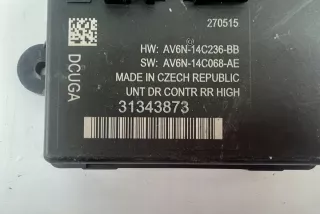 270515
HW: AV6N-14C236-BB
SW: AV6N-14C068-AE
MADE IN CZECH REPUBLIC
UNT DR CONTR RR HIGH
31343873
DCUGA